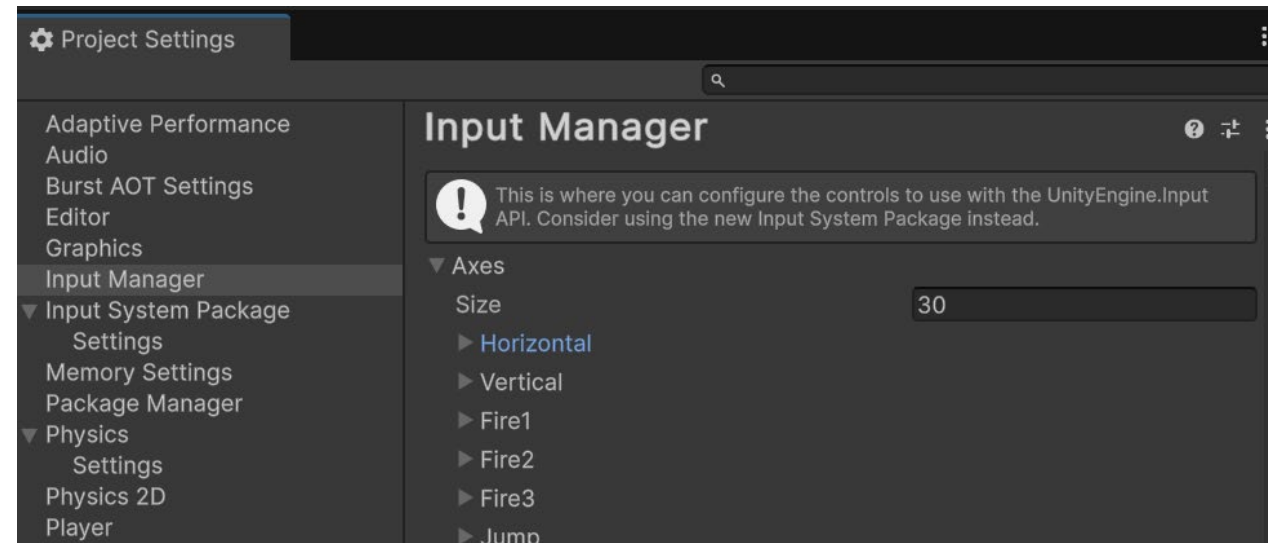 Project Settings
Adaptive Performance
Audio
Burst AOT Settings
Editor
Graphics
Input Manager
Input System Package
Settings
Memory Settings
Package Manager
Physics
Settings
Physics 2D
Player
Input Manager
This is where you can configure the controls to use with the UnityEngine.Input
API. Consider using the new Input System Package instead.
Axes
Size 30
Horizontal
Vertical
Fire1
Fire2
Fire3
Jump